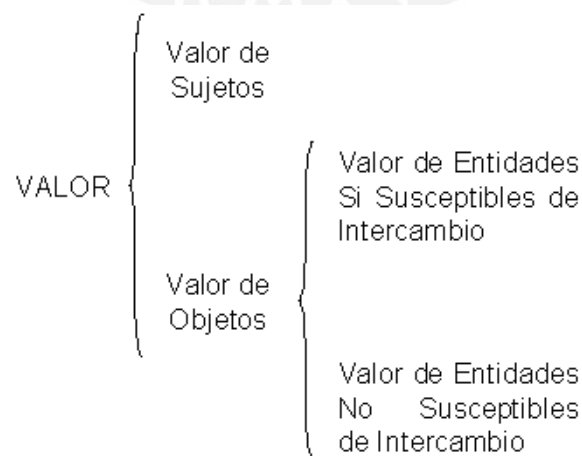 Valor de
Sujetos
VALOR
Valor de Entidades
Si Susceptibles de
Intercambio
Valor de
Objetos
Valor de Entidades
No Susceptibles
de Intercambio